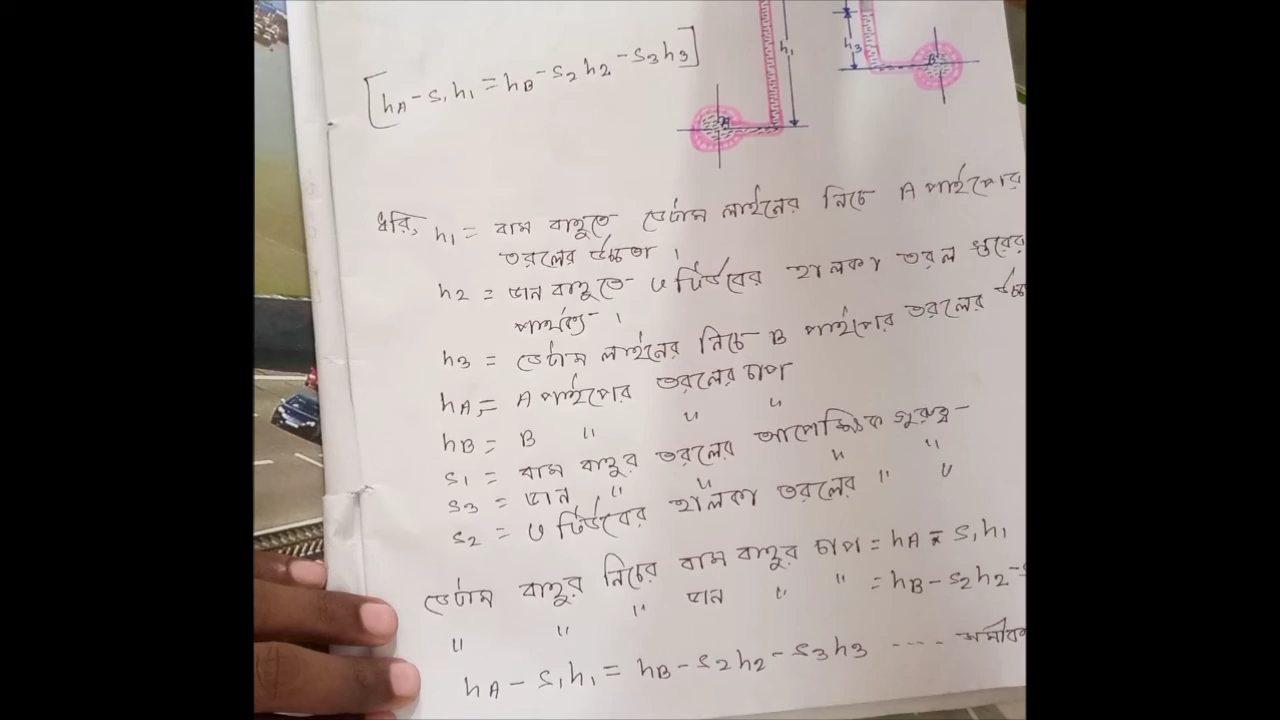 [hA - S1h1 = hB - S2h2 - S3h3]
h1
h3
A
B
ধরি, h1 = বাম বাহুতে ডেটাম লাইনের নিচে A পাইপের
তরলের উচ্চতা ।
h2 = ডান বাহুতে U টিউবের হালকা তরল স্তরের
পার্থক্য ।
h3 = ডেটাম লাইনের নিচে B পাইপের তরলের উচ্চ
hA = A পাইপের তরলের চাপ
hB = B " " "
S1 = বাম বাহুর তরলের আপেক্ষিক গুরুত্ব
S3 = ডান " " " "
S2 = U টিউবের হালকা তরলের " "
ডেটাম বাহুর নিচের বাম বাহুর চাপ = hA - S1h1
" " " ডান " " = hB - S2h2 -
hA - S1h1 = hB - S2h2 - S3h3 .... সমীকর